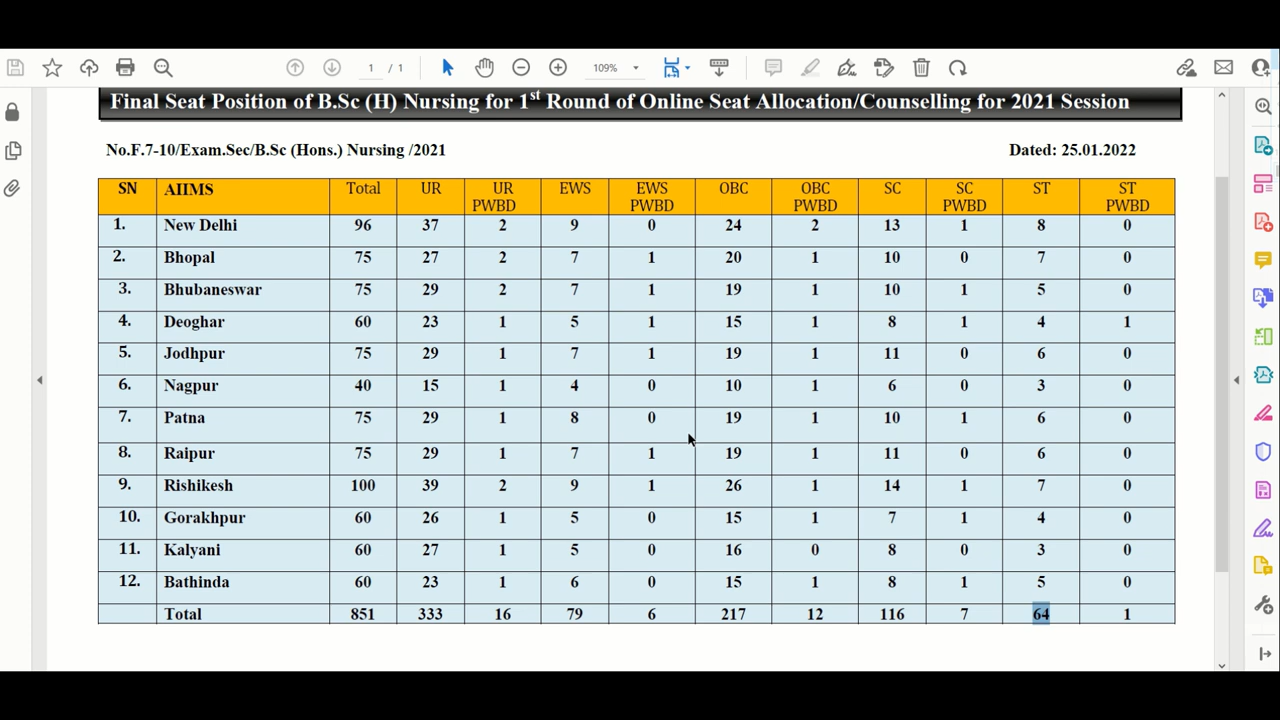 1 / 1 109%
Final Seat Position of B.Sc (H) Nursing for 1st Round of Online Seat Allocation/Counselling for 2021 Session
No.F.7-10/Exam.Sec/B.Sc (Hons.) Nursing /2021 Dated: 25.01.2022
SN AIIMS Total UR UR PWBD EWS EWS PWBD OBC OBC PWBD SC SC PWBD ST ST PWBD
1. New Delhi 96 37 2 9 0 24 2 13 1 8 0
2. Bhopal 75 27 2 7 1 20 1 10 0 7 0
3. Bhubaneswar 75 29 2 7 1 19 1 10 1 5 0
4. Deoghar 60 23 1 5 1 15 1 8 1 4 1
5. Jodhpur 75 29 1 7 1 19 1 11 0 6 0
6. Nagpur 40 15 1 4 0 10 1 6 0 3 0
7. Patna 75 29 1 8 0 19 1 10 1 6 0
8. Raipur 75 29 1 7 1 19 1 11 0 6 0
9. Rishikesh 100 39 2 9 1 26 1 14 1 7 0
10. Gorakhpur 60 26 1 5 0 15 1 7 1 4 0
11. Kalyani 60 27 1 5 0 16 0 8 0 3 0
12. Bathinda 60 23 1 6 0 15 1 8 1 5 0
Total 851 333 16 79 6 217 12 116 7 64 1